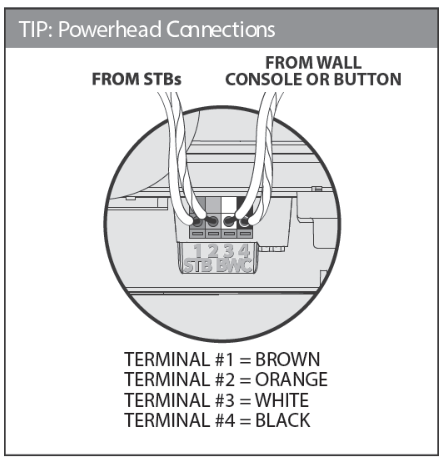 TIP: Powerhead Connections
FROM STBs
FROM WALL
CONSOLE OR BUTTON
1 2 3 4
STB BWC
TERMINAL #1 = BROWN
TERMINAL #2 = ORANGE
TERMINAL #3 = WHITE
TERMINAL #4 = BLACK